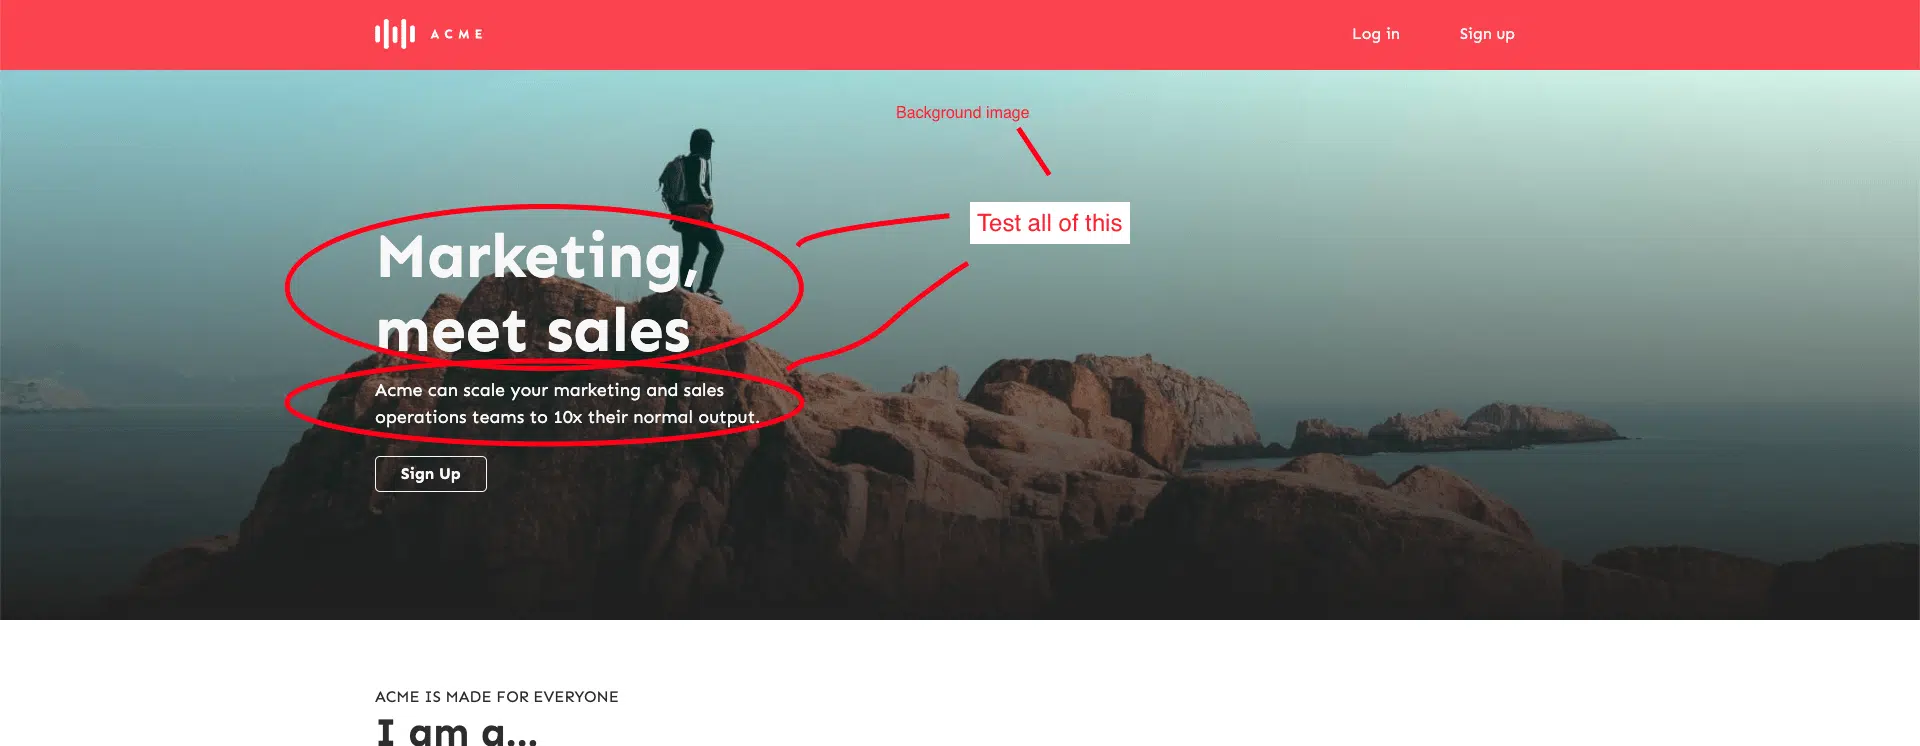 ACME
Log in
Sign up
Background image
Test all of this
Marketing,
meet sales
Acme can scale your marketing and sales
operations teams to 10x their normal output.
Sign Up
ACME IS MADE FOR EVERYONE
I am a...